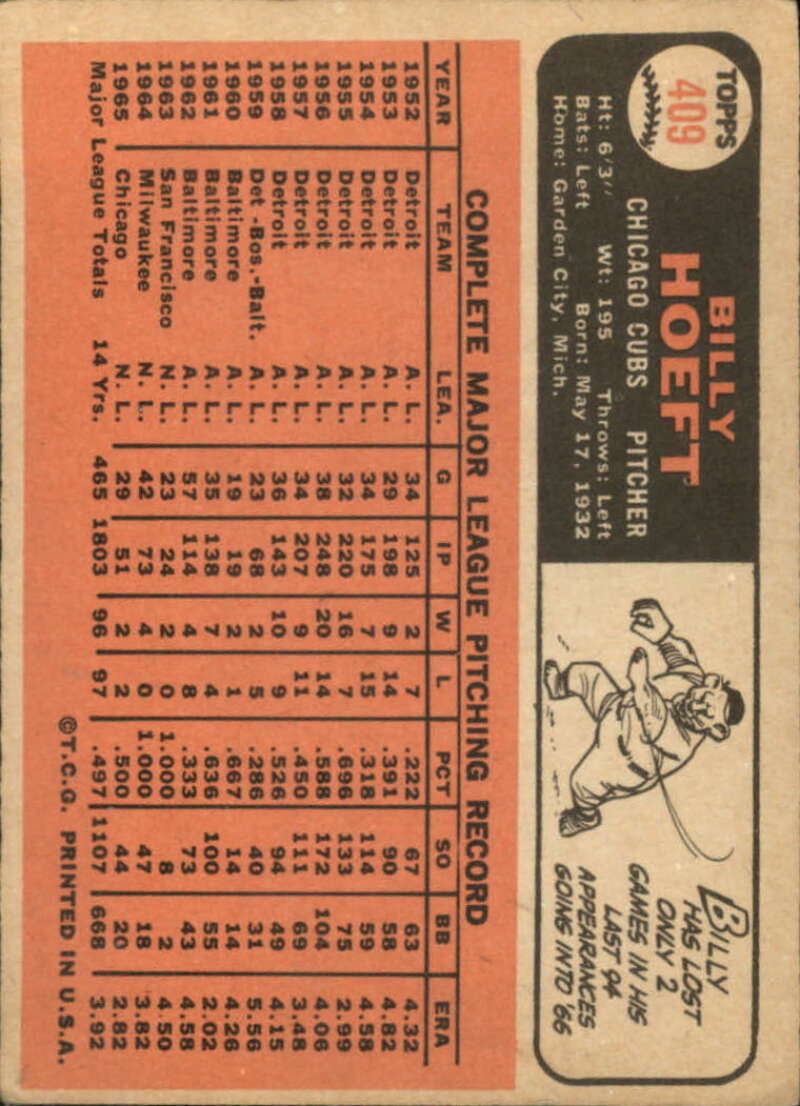 TOPPS
409
BILLY
HOEFT
CHICAGO CUBS PITCHER
Ht: 6'3" Wt: 195 Throws: Left
Bats: Left Born: May 17, 1932
Home: Garden City, Mich.
BILLY
HAS LOST
ONLY 2
GAMES IN HIS
LAST 94
APPEARANCES
GOING INTO '66
COMPLETE MAJOR LEAGUE PITCHING RECORD
YEAR TEAM LEA. G IP W L PCT SO BB ERA
1952 Detroit A. L. 34 125 2 7 .222 67 63 4.32
1953 Detroit A. L. 29 198 9 14 .391 90 58 4.82
1954 Detroit A. L. 34 175 7 15 .318 114 59 4.58
1955 Detroit A. L. 32 220 16 7 .696 133 75 2.99
1956 Detroit A. L. 38 248 20 14 .588 172 104 4.06
1957 Detroit A. L. 34 207 9 11 .450 111 69 3.48
1958 Detroit A. L. 36 143 10 9 .526 94 49 4.15
1959 Det.-Bos.-Balt. A. L. 23 68 2 5 .286 40 31 5.56
1960 Baltimore A. L. 19 19 2 1 .667 14 14 4.26
1961 Baltimore A. L. 35 138 7 4 .636 100 55 2.02
1962 Baltimore A. L. 57 114 4 8 .333 73 43 4.58
1963 San Francisco N. L. 23 24 2 0 1.000 8 2 4.50
1964 Milwaukee N. L. 42 73 4 0 1.000 47 18 3.82
1965 Chicago N. L. 29 51 2 2 .500 44 20 2.82
Major League Totals 14 Yrs. 465 1803 96 97 .497 1107 668 3.92
©T.C.G. PRINTED IN U.S.A.